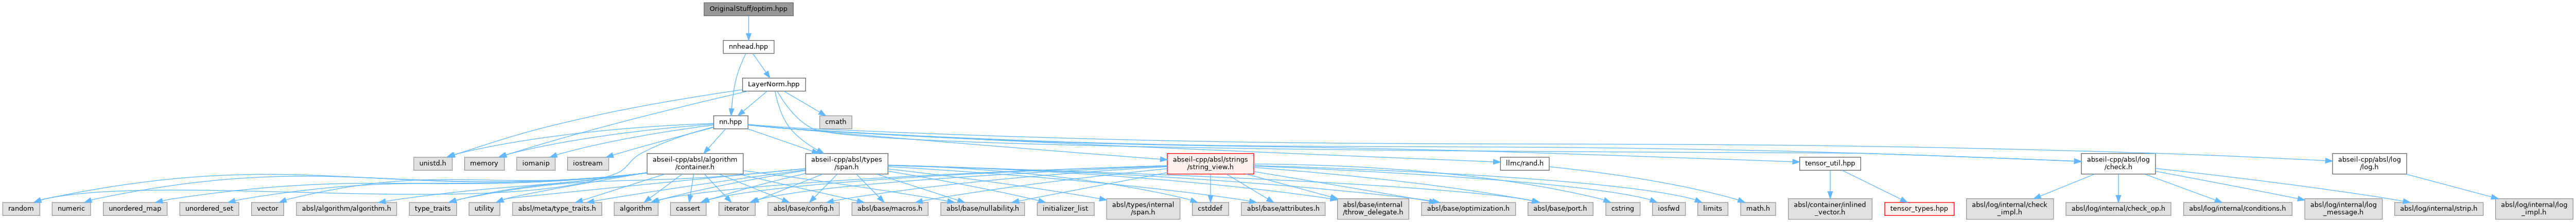 OriginalStuff/optim.hpp
nnhead.hpp
LayerNorm.hpp
nn.hpp
cmath
unistd.h
memory
iomanip
iostream
abseil-cpp/absl/algorithm
/container.h
abseil-cpp/absl/types
/span.h
abseil-cpp/absl/strings
/string_view.h
llmc/rand.h
tensor_util.hpp
abseil-cpp/absl/log
/check.h
abseil-cpp/absl/log
/log.h
random
numeric
unordered_map
unordered_set
vector
absl/algorithm/algorithm.h
type_traits
utility
absl/meta/type_traits.h
algorithm
cassert
iterator
absl/base/config.h
absl/base/macros.h
absl/base/nullability.h
initializer_list
absl/types/internal
/span.h
cstddef
absl/base/attributes.h
absl/base/internal
/throw_delegate.h
absl/base/optimization.h
absl/base/port.h
cstring
iosfwd
limits
math.h
absl/container/inlined
_vector.h
tensor_types.hpp
absl/log/internal/check
_impl.h
absl/log/internal/check_op.h
absl/log/internal/conditions.h
absl/log/internal/log
_message.h
absl/log/internal/strip.h
absl/log/internal/log
_impl.h